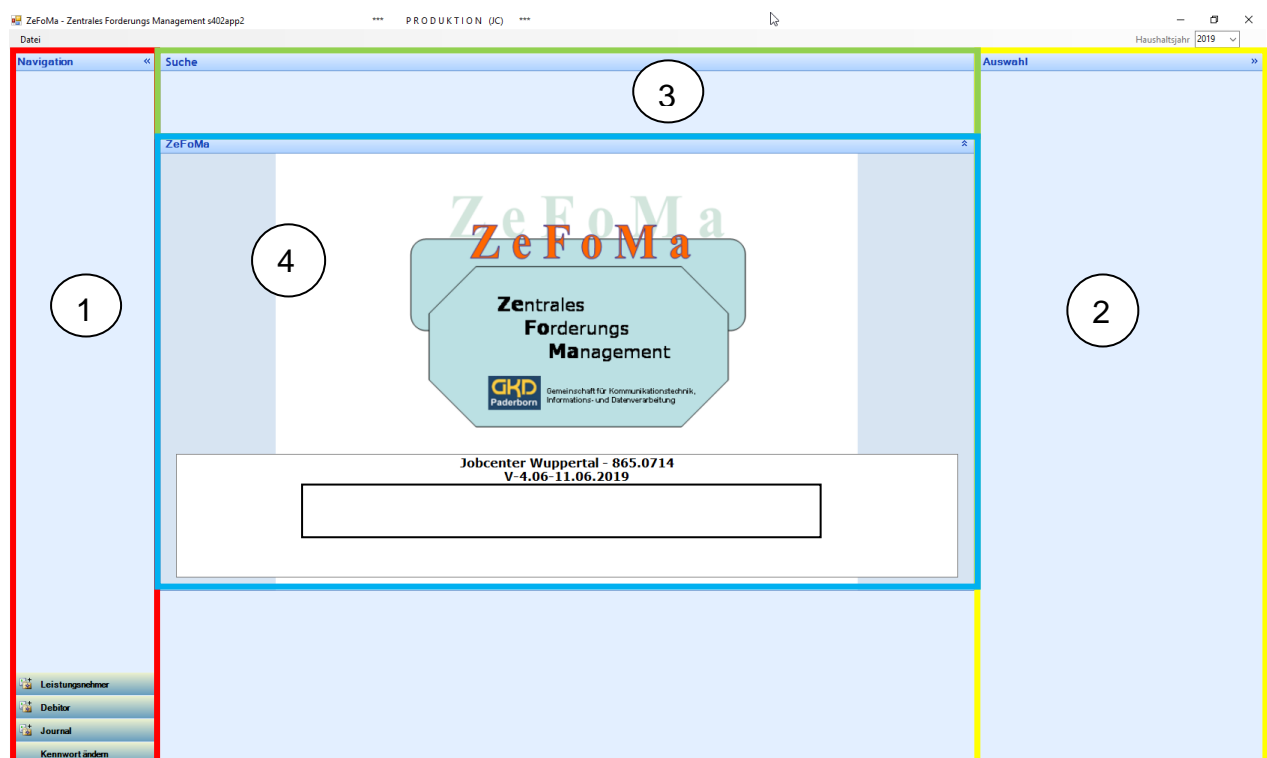 ZeFoMa - Zentrales Forderungs Management s402app2 *** PRODUKTION (JC) ***
Datei Haushaltsjahr 2019
Navigation « Suche Auswahl »
3
ZeFoMa
ZeFoMa
ZeFoMa
4
Zentrales
Forderungs
Management
1
2
GKD
Paderborn
Gemeinschaft für Kommunikationstechnik,
Informations- und Datenverarbeitung
Jobcenter Wuppertal - 865.0714
V-4.06-11.06.2019
Leistungsnehmer
Debitor
Journal
Kennwort ändern